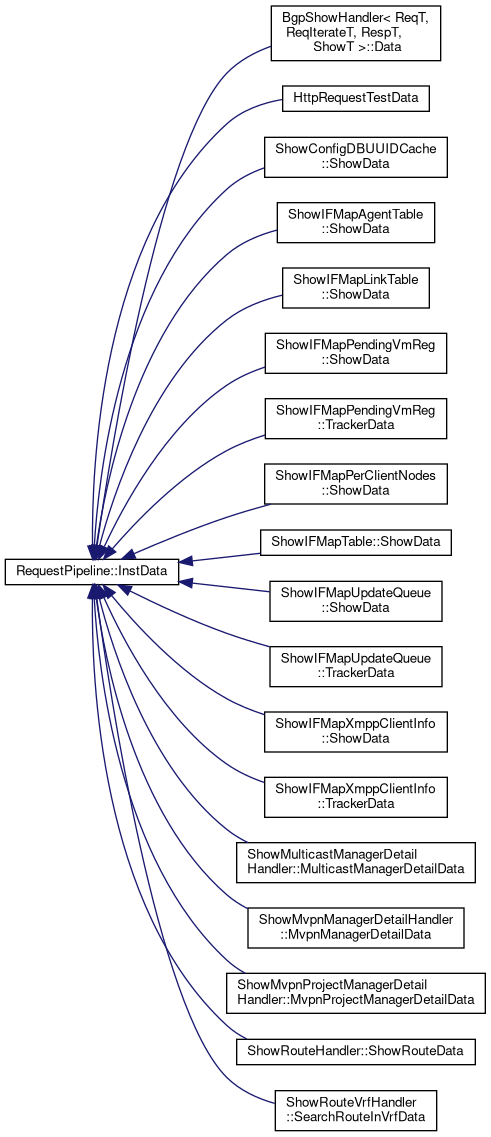 BgpShowHandler< ReqT,
ReqIterateT, RespT,
ShowT >::Data
HttpRequestTestData
ShowConfigDBUUIDCache
::ShowData
ShowIFMapAgentTable
::ShowData
ShowIFMapLinkTable
::ShowData
ShowIFMapPendingVmReg
::ShowData
ShowIFMapPendingVmReg
::TrackerData
ShowIFMapPerClientNodes
::ShowData
ShowIFMapTable::ShowData
RequestPipeline::InstData
ShowIFMapUpdateQueue
::ShowData
ShowIFMapUpdateQueue
::TrackerData
ShowIFMapXmppClientInfo
::ShowData
ShowIFMapXmppClientInfo
::TrackerData
ShowMulticastManagerDetail
Handler::MulticastManagerDetailData
ShowMvpnManagerDetailHandler
::MvpnManagerDetailData
ShowMvpnProjectManagerDetail
Handler::MvpnProjectManagerDetailData
ShowRouteHandler::ShowRouteData
ShowRouteVrfHandler
::SearchRouteInVrfData